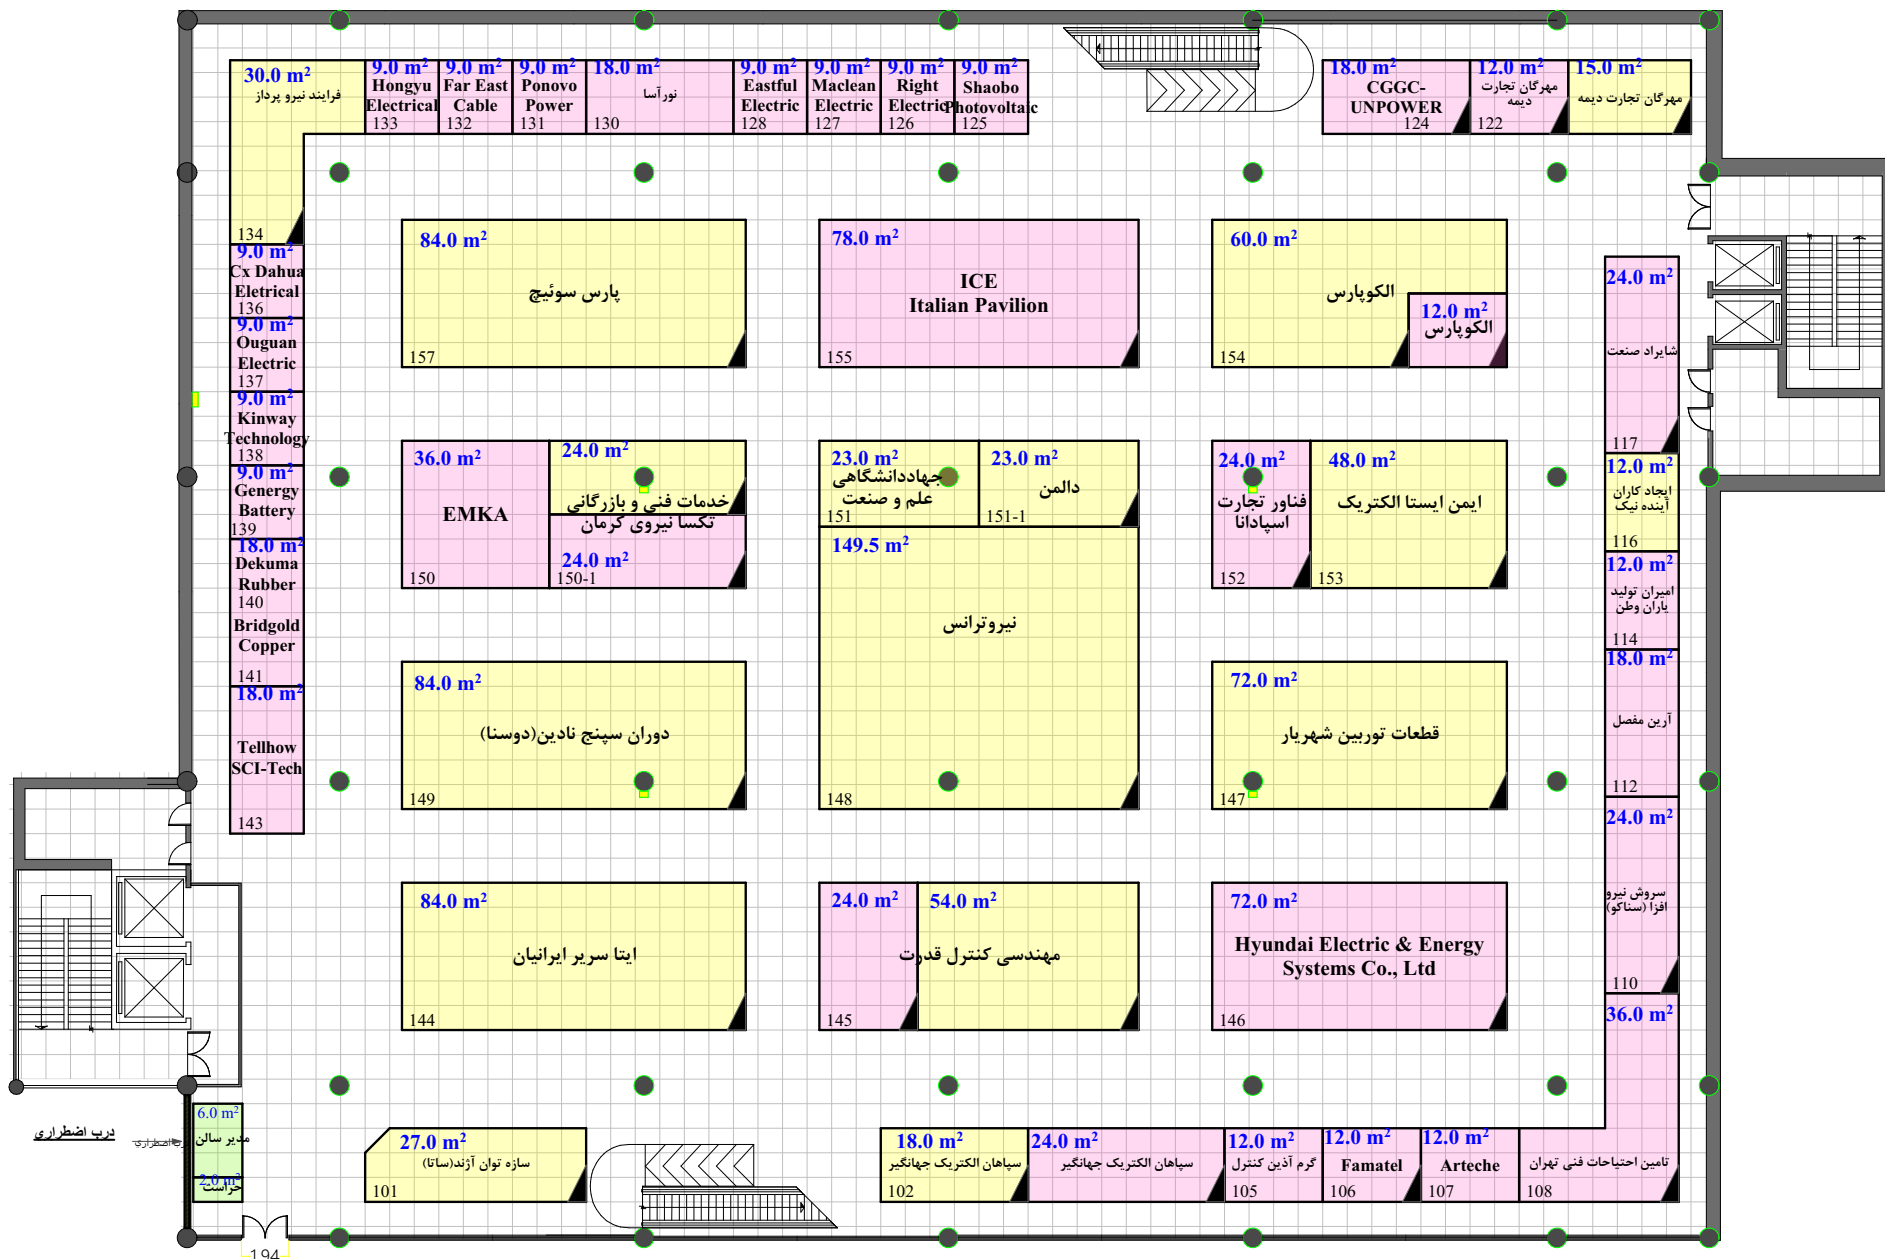 30.0 m²
فرایند نیرو پرداز
134
9.0 m²
Hongyu
Electrical
133
9.0 m²
Far East
Cable
132
9.0 m²
Ponovo
Power
131
18.0 m²
نورآسا
130
9.0 m²
Eastful
Electric
128
9.0 m²
Maclean
Electric
127
9.0 m²
Right
Electric
126
9.0 m²
Shaobo
Photovoltaic
125
18.0 m²
CGGC-
UNPOWER
124
12.0 m²
مهرگان تجارت
دیمه
122
15.0 m²
مهرگان تجارت دیمه
9.0 m²
Cx Dahua
Eletrical
136
9.0 m²
Ouguan
Electric
137
9.0 m²
Kinway
Technology
138
9.0 m²
Genergy
Battery
139
18.0 m²
Dekuma
Rubber
140
Bridgold
Copper
141
18.0 m²
Tellhow
SCI-Tech
143
84.0 m²
پارس سوئیچ
157
78.0 m²
ICE
Italian Pavilion
155
60.0 m²
الکوپارس
154
12.0 m²
الکوپارس
24.0 m²
شایراد صنعت
117
36.0 m²
EMKA
150
24.0 m²
خدمات فنی و بازرگانی
تکسا نیروی کرمان
24.0 m²
150-1
23.0 m²
جهاددانشگاهی
علم و صنعت
151
23.0 m²
دالمن
151-1
149.5 m²
نیروترانس
148
24.0 m²
فناور تجارت
اسپادانا
152
48.0 m²
ایمن ایستا الکتریک
153
12.0 m²
ایجاد کاران
آینده نیک
116
12.0 m²
امیران تولید
یاران وطن
114
18.0 m²
آرین مفصل
112
84.0 m²
دوران سپنج نادین(دوسنا)
149
72.0 m²
قطعات توربین شهریار
147
24.0 m²
سروش نیرو
افزا (سناکو)
110
84.0 m²
ایتا سریر ایرانیان
144
24.0 m²
145
54.0 m²
مهندسی کنترل قدرت
72.0 m²
Hyundai Electric & Energy
Systems Co., Ltd
146
36.0 m²
تامین احتیاجات فنی تهران
108
6.0 m²
مدیر سالن
2.0 m²
حراست
درب اضطراری
درب اضطراری
27.0 m²
سازه توان آژند(ساتا)
101
18.0 m²
سپاهان الکتریک جهانگیر
102
24.0 m²
سپاهان الکتریک جهانگیر
12.0 m²
گرم آذین کنترل
105
12.0 m²
Famatel
106
12.0 m²
Arteche
107
194